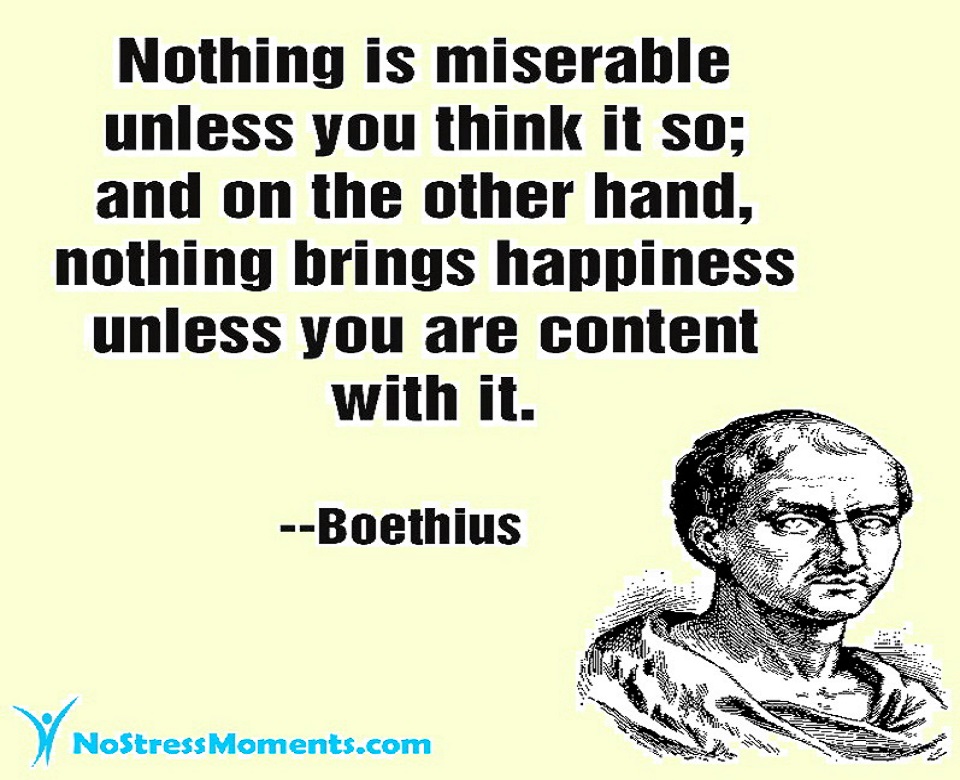 Nothing is miserable
unless you think it so;
and on the other hand,
nothing brings happiness
unless you are content
with it.
--Boethius
NoStressMoments.com